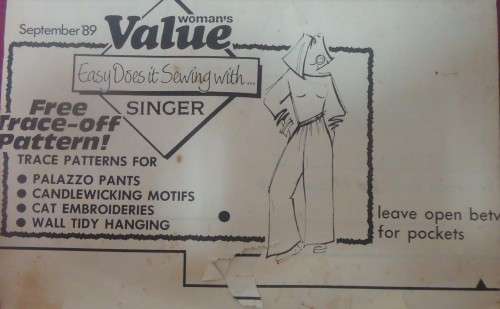 September 89
woman's
Value
Easy Does it Sewing with...
SINGER
Free
Trace-off
Pattern!
TRACE PATTERNS FOR
● PALAZZO PANTS
● CANDLEWICKING MOTIFS
● CAT EMBROIDERIES
● WALL TIDY HANGING
leave open betw
for pockets